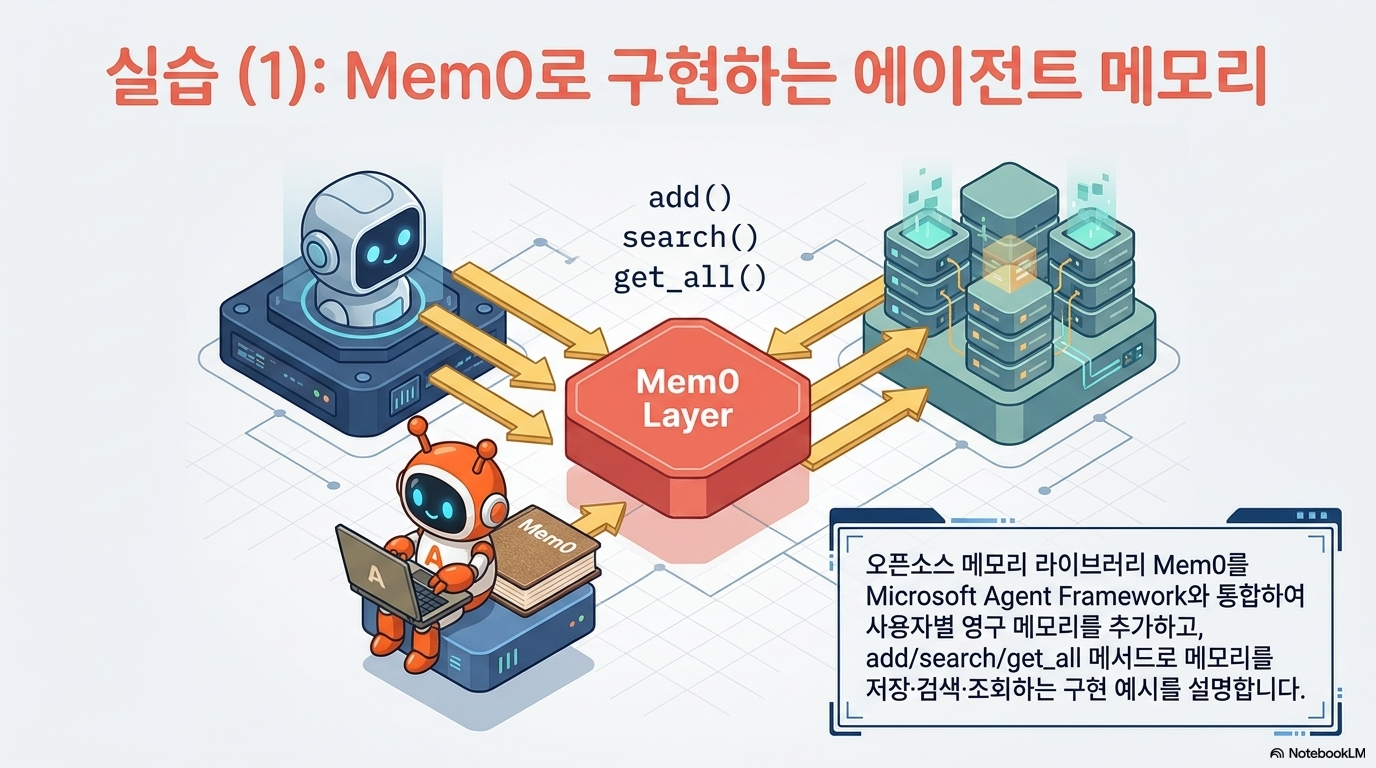 실습 (1): Mem0로 구현하는 에이전트 메모리
add()
search()
get_all()
Mem0
Layer
Mem0
A
A
오픈소스 메모리 라이브러리 Mem0를
Microsoft Agent Framework와 통합하여
사용자별 영구 메모리를 추가하고,
add/search/get_all 메서드로 메모리를
저장·검색·조회하는 구현 예시를 설명합니다.
NotebookLM